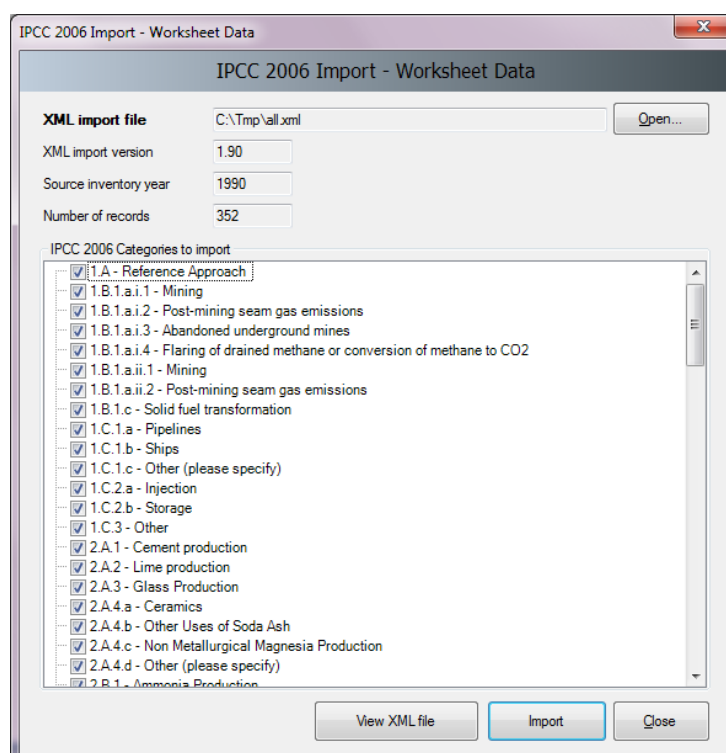 IPCC 2006 Import - Worksheet Data
IPCC 2006 Import - Worksheet Data
XML import file C:\Tmp\all.xml Open...
XML import version 1.90
Source inventory year 1990
Number of records 352
IPCC 2006 Categories to import
1.A - Reference Approach
1.B.1.a.i.1 - Mining
1.B.1.a.i.2 - Post-mining seam gas emissions
1.B.1.a.i.3 - Abandoned underground mines
1.B.1.a.i.4 - Flaring of drained methane or conversion of methane to CO2
1.B.1.a.ii.1 - Mining
1.B.1.a.ii.2 - Post-mining seam gas emissions
1.B.1.c - Solid fuel transformation
1.C.1.a - Pipelines
1.C.1.b - Ships
1.C.1.c - Other (please specify)
1.C.2.a - Injection
1.C.2.b - Storage
1.C.3 - Other
2.A.1 - Cement production
2.A.2 - Lime production
2.A.3 - Glass Production
2.A.4.a - Ceramics
2.A.4.b - Other Uses of Soda Ash
2.A.4.c - Non Metallurgical Magnesia Production
2.A.4.d - Other (please specify)
2.B.1 - Ammonia Production
View XML file Import Close